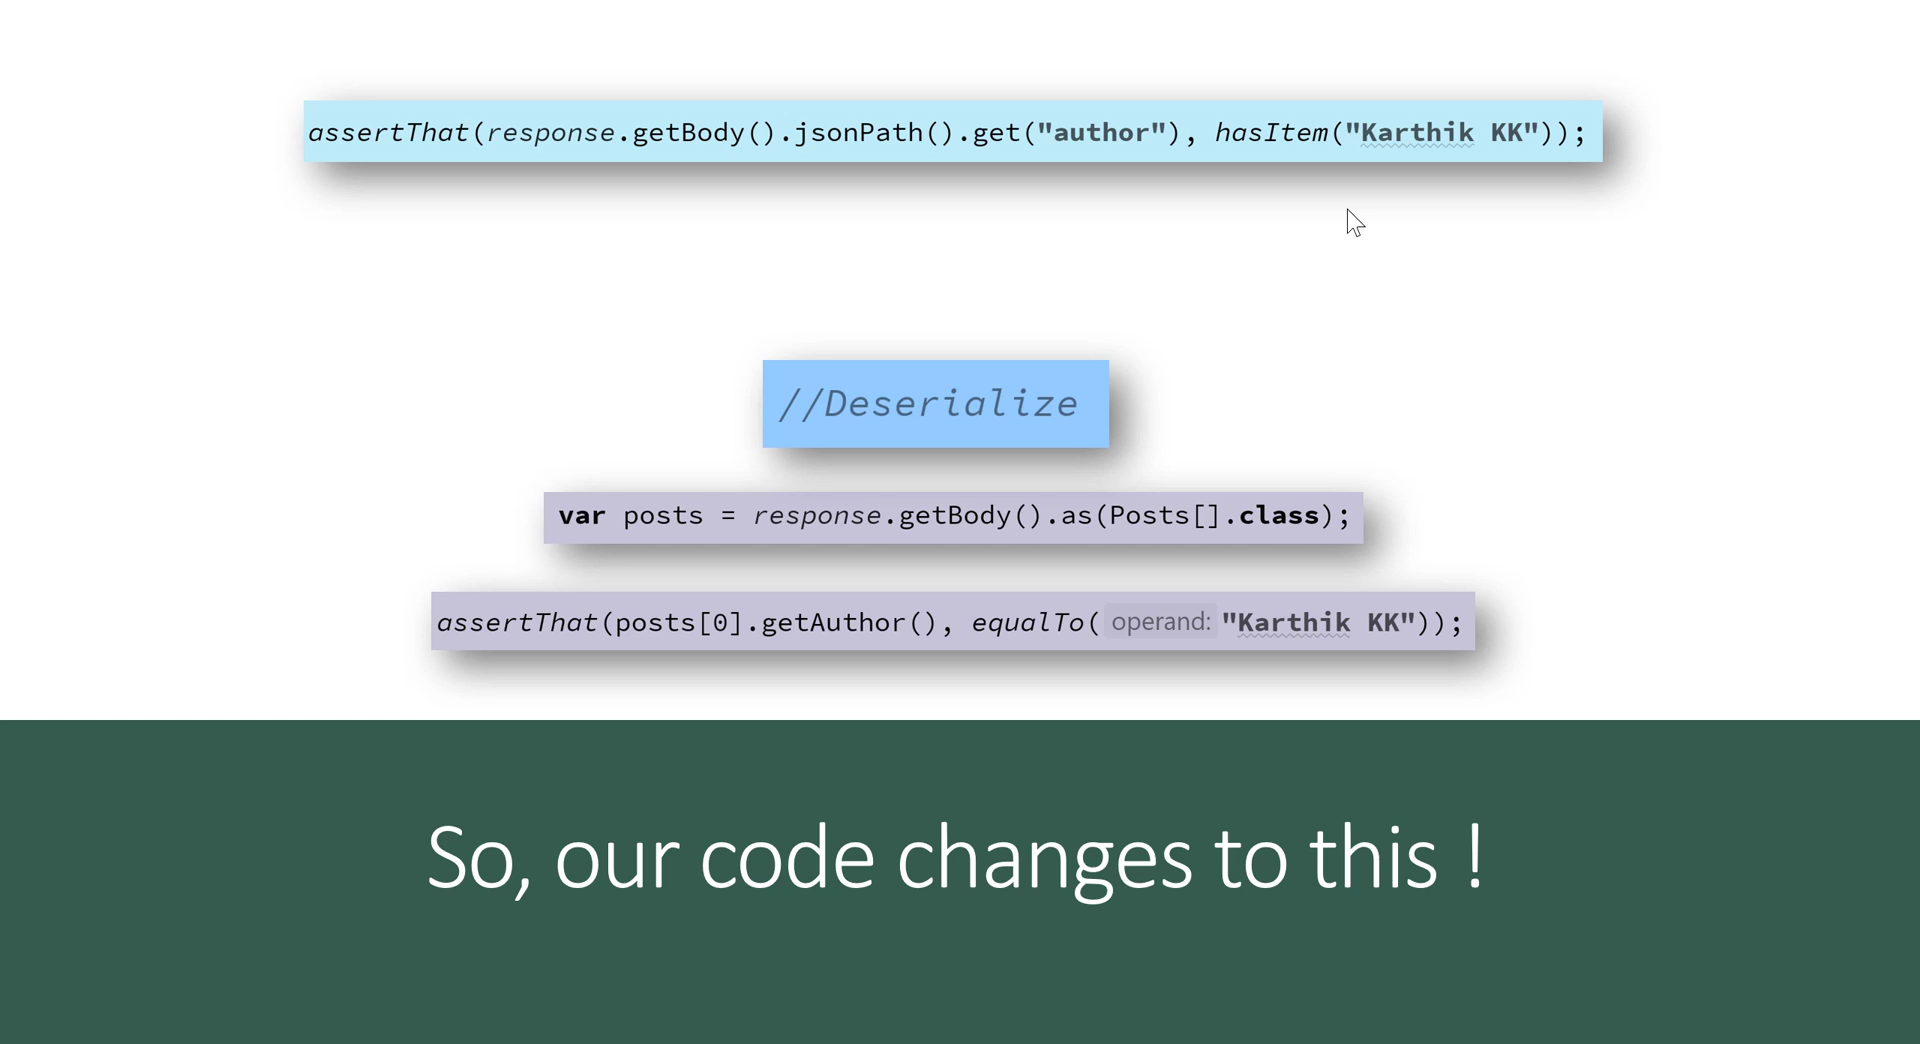 assertThat(response.getBody().jsonPath().get("author"), hasItem("Karthik KK"));
//Deserialize
var posts = response.getBody().as(Posts[].class);
assertThat(posts[0].getAuthor(), equalTo( operand: "Karthik KK"));
So, our code changes to this !